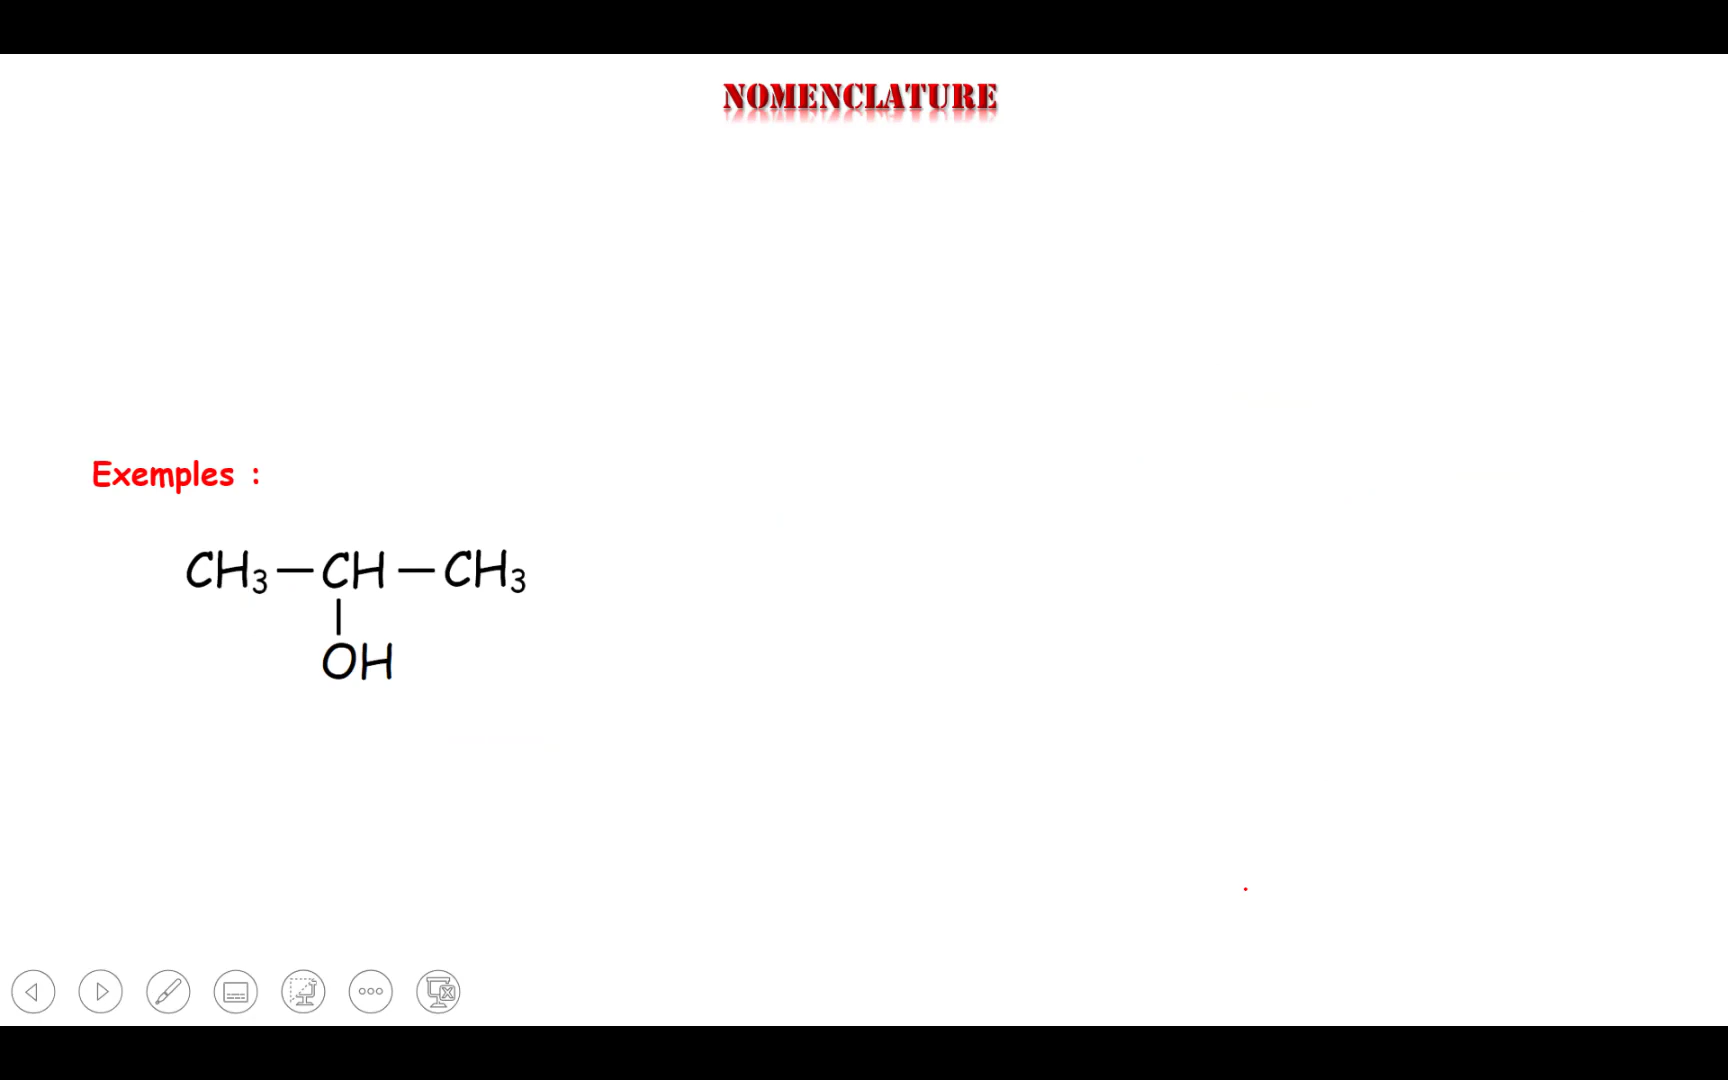 NOMENCLATURE
Exemples :
CH₃—CH—CH₃
|
OH